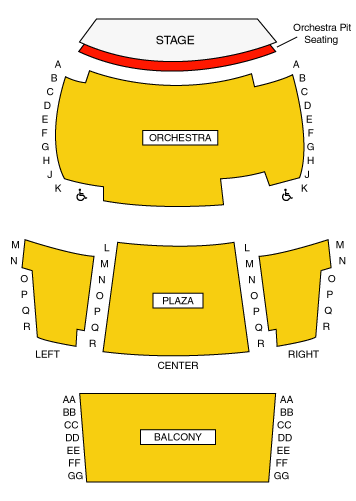 Orchestra Pit
Seating
STAGE
A A
B B
C C
D D
E E
F F
G G
H H
J J
K K
ORCHESTRA
M L L M
N M M N
O N N O
P O O P
Q P P Q
R Q Q R
R R
PLAZA
LEFT
CENTER
RIGHT
AA AA
BB BB
CC CC
DD DD
EE EE
FF FF
GG GG
BALCONY